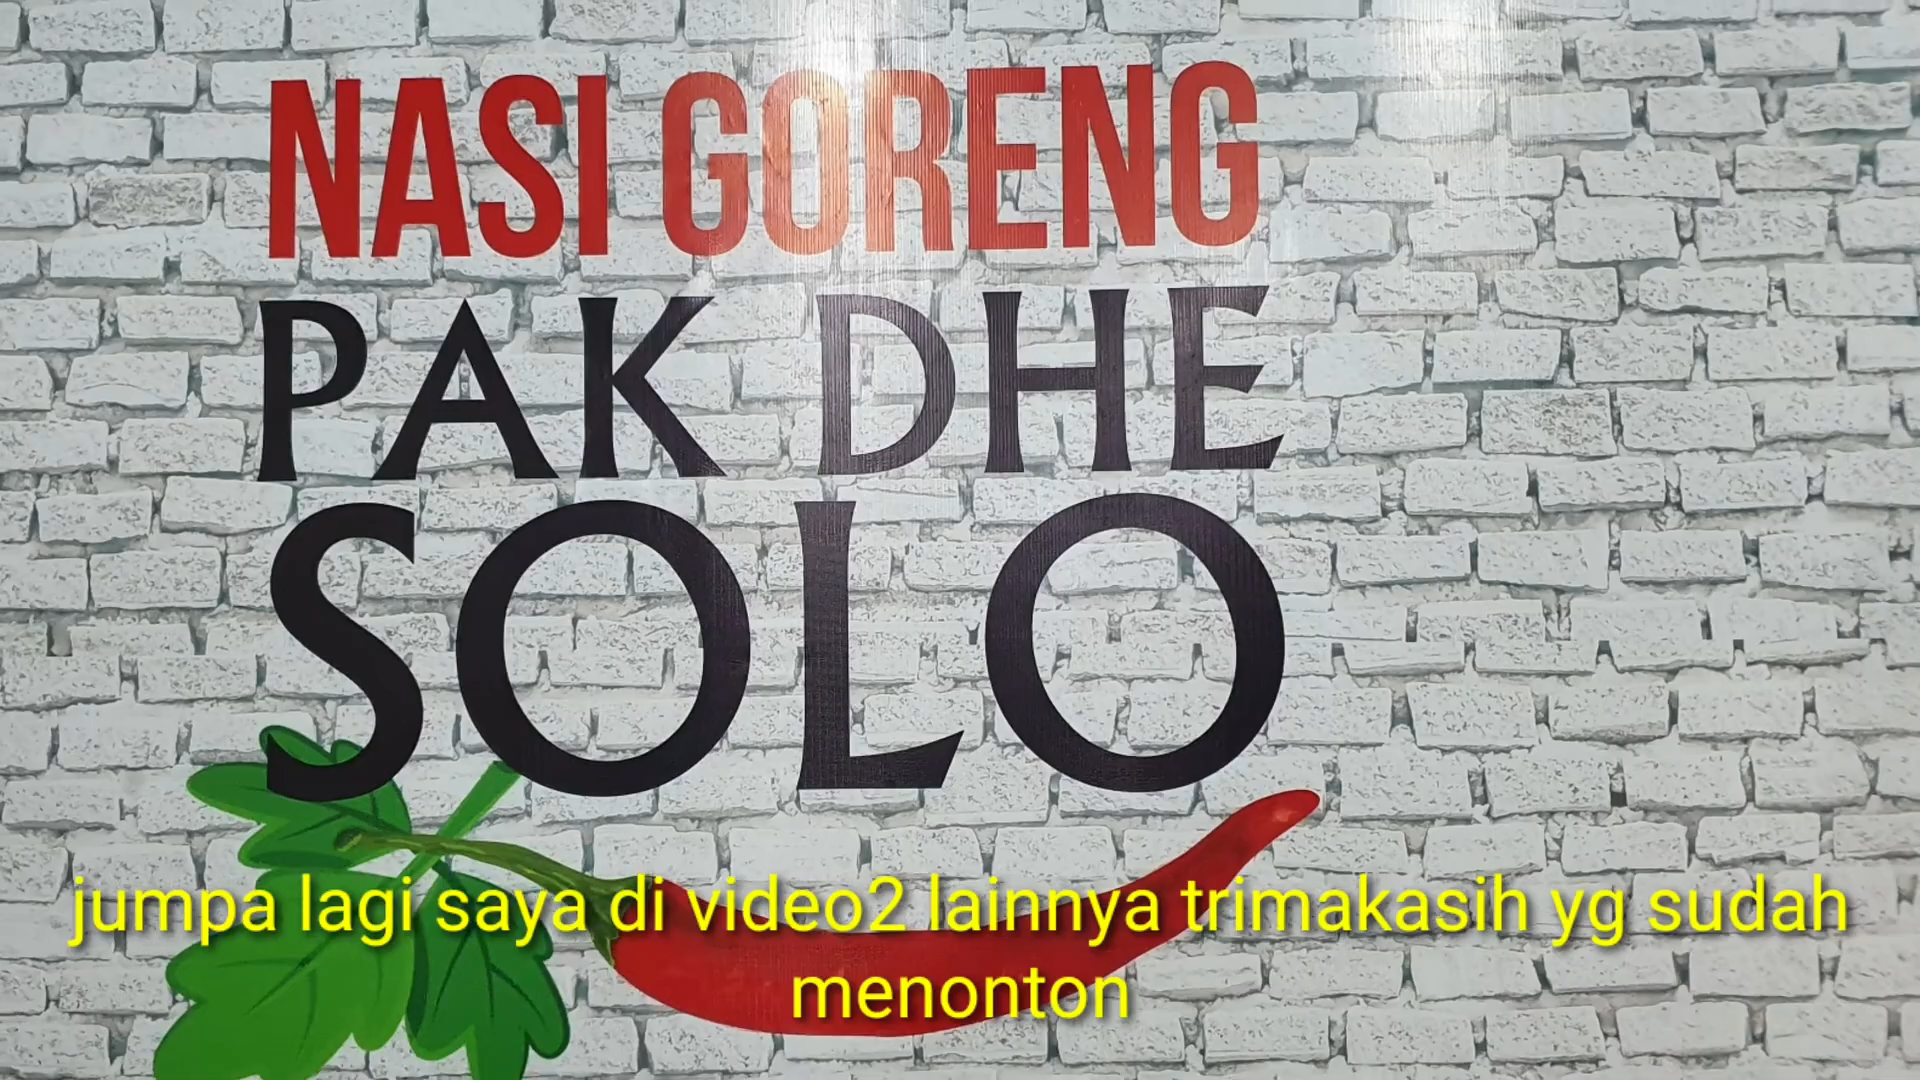 NASI GORENG
PAK DHE
SOLO
jumpa lagi saya di video2 lainnya trimakasih yg sudah
menonton